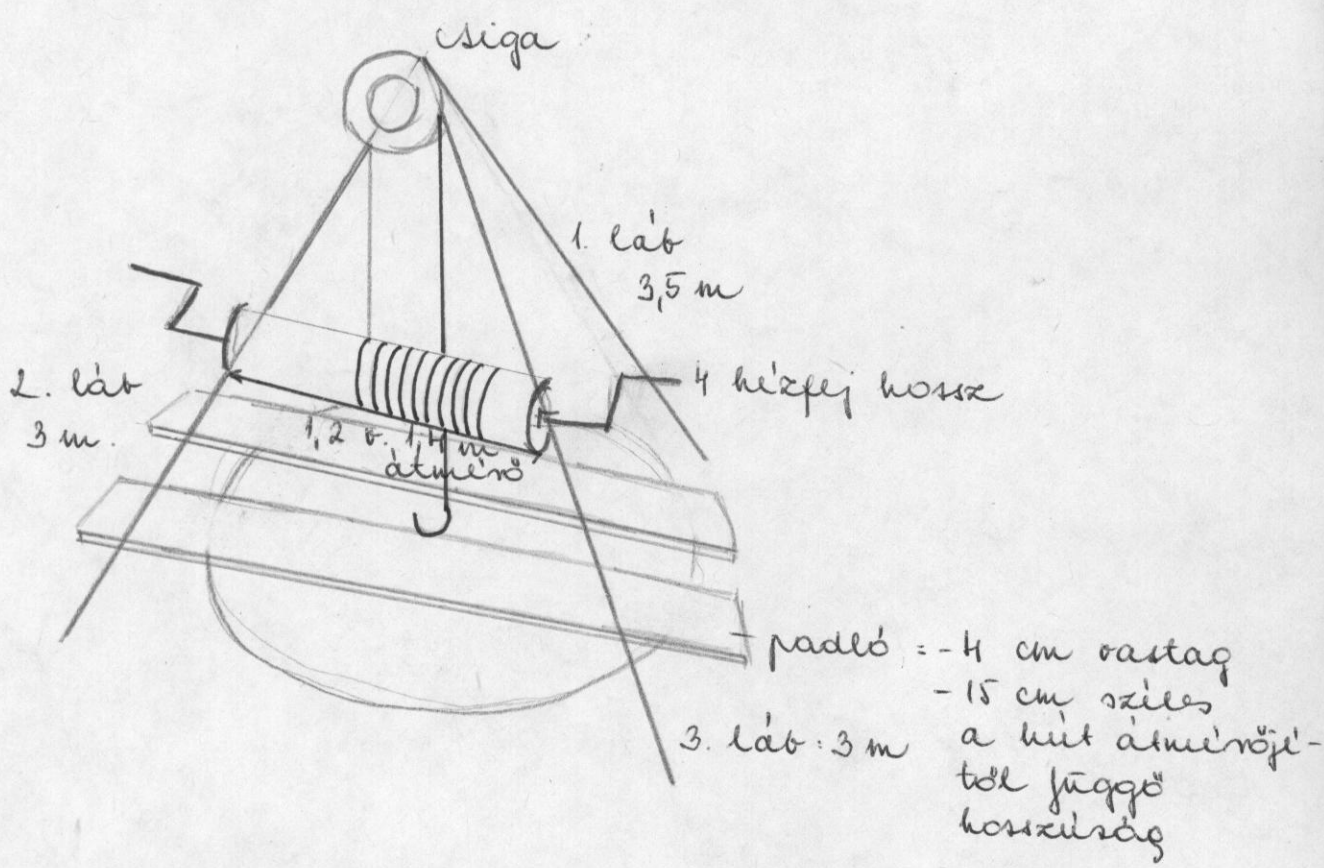 csiga
1. láb
3,5 m
4 kézfej hossz
2. láb
3 m.
1,2 v. 1,4 m
átmérő
padló : - 4 cm vastag
- 15 cm széles
a kút átmérőjé-
től függő
hosszúság
3. láb : 3 m